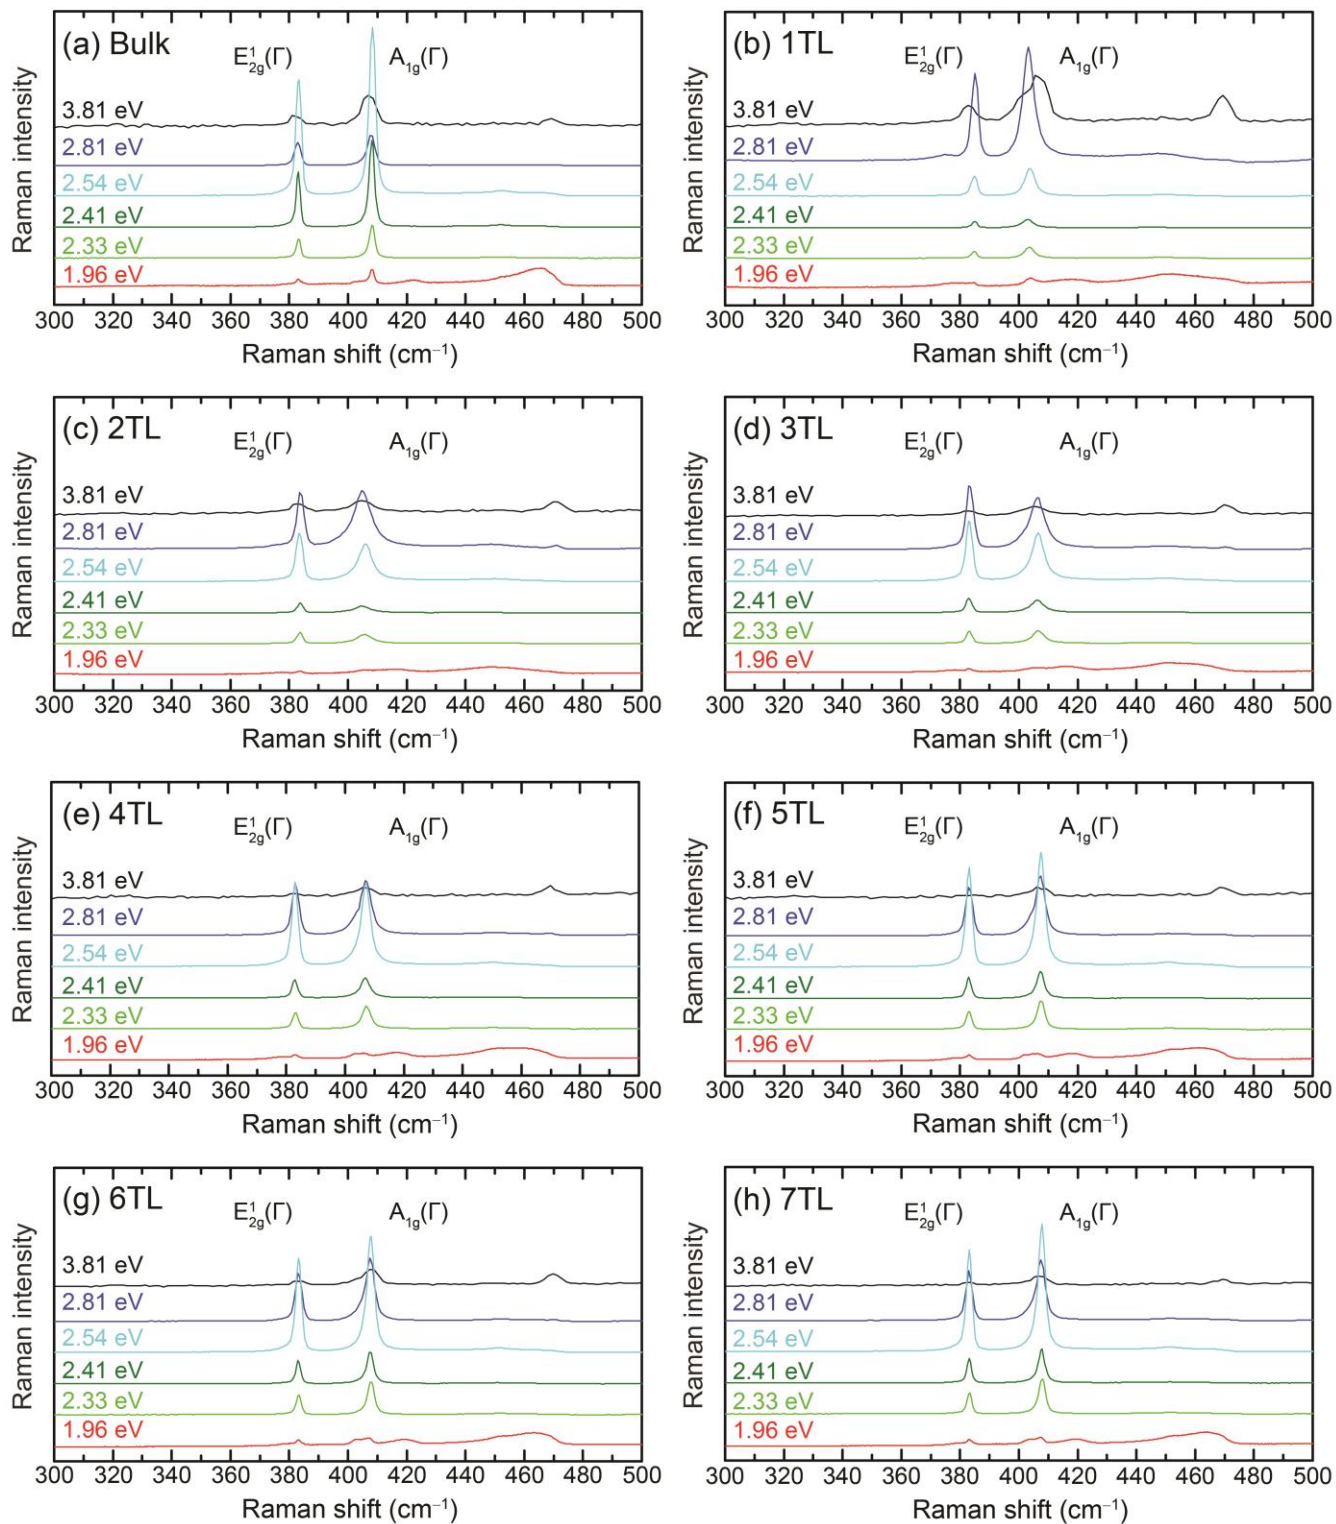 (a) Bulk
E¹₂g(Γ) A₁g(Γ)
3.81 eV
2.81 eV
2.54 eV
2.41 eV
2.33 eV
1.96 eV
Raman intensity
300 320 340 360 380 400 420 440 460 480 500
Raman shift (cm⁻¹)
(b) 1TL
E¹₂g(Γ) A₁g(Γ)
3.81 eV
2.81 eV
2.54 eV
2.41 eV
2.33 eV
1.96 eV
Raman intensity
300 320 340 360 380 400 420 440 460 480 500
Raman shift (cm⁻¹)
(c) 2TL
E¹₂g(Γ) A₁g(Γ)
3.81 eV
2.81 eV
2.54 eV
2.41 eV
2.33 eV
1.96 eV
Raman intensity
300 320 340 360 380 400 420 440 460 480 500
Raman shift (cm⁻¹)
(d) 3TL
E¹₂g(Γ) A₁g(Γ)
3.81 eV
2.81 eV
2.54 eV
2.41 eV
2.33 eV
1.96 eV
Raman intensity
300 320 340 360 380 400 420 440 460 480 500
Raman shift (cm⁻¹)
(e) 4TL
E¹₂g(Γ) A₁g(Γ)
3.81 eV
2.81 eV
2.54 eV
2.41 eV
2.33 eV
1.96 eV
Raman intensity
300 320 340 360 380 400 420 440 460 480 500
Raman shift (cm⁻¹)
(f) 5TL
E¹₂g(Γ) A₁g(Γ)
3.81 eV
2.81 eV
2.54 eV
2.41 eV
2.33 eV
1.96 eV
Raman intensity
300 320 340 360 380 400 420 440 460 480 500
Raman shift (cm⁻¹)
(g) 6TL
E¹₂g(Γ) A₁g(Γ)
3.81 eV
2.81 eV
2.54 eV
2.41 eV
2.33 eV
1.96 eV
Raman intensity
300 320 340 360 380 400 420 440 460 480 500
Raman shift (cm⁻¹)
(h) 7TL
E¹₂g(Γ) A₁g(Γ)
3.81 eV
2.81 eV
2.54 eV
2.41 eV
2.33 eV
1.96 eV
Raman intensity
300 320 340 360 380 400 420 440 460 480 500
Raman shift (cm⁻¹)